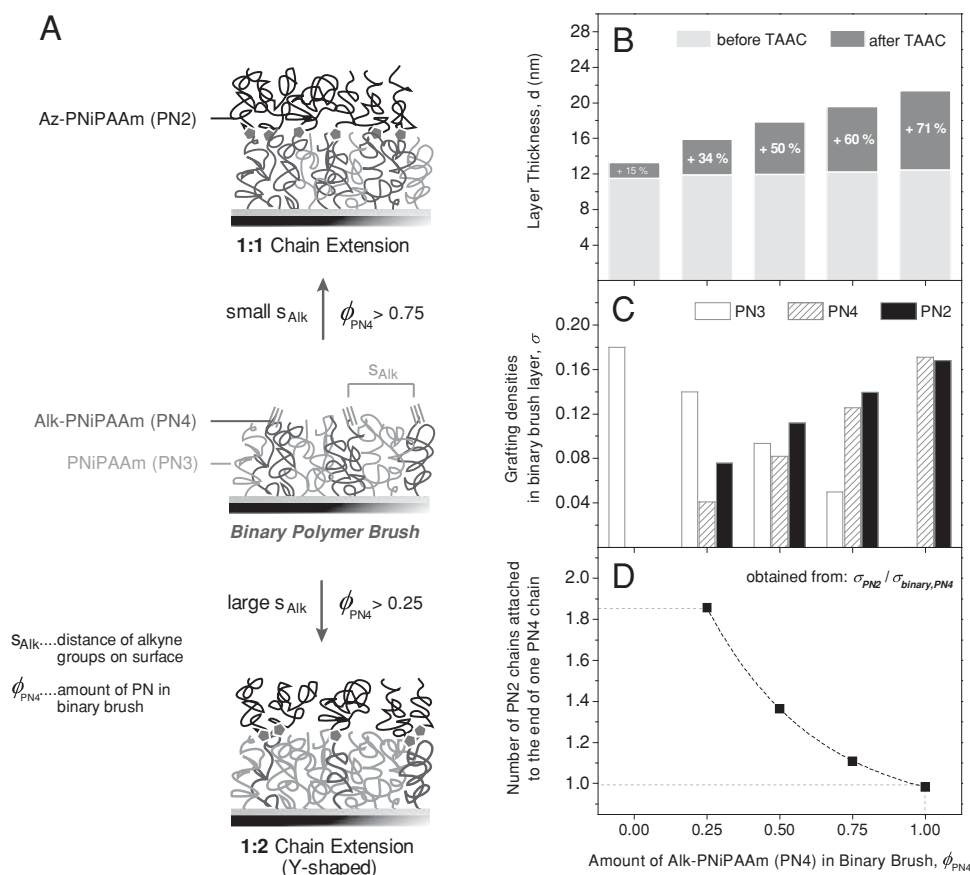 A
Az-PNiPAAm (PN2)
1:1 Chain Extension
small sAlk
ϕPN4 > 0.75
sAlk
Alk-PNiPAAm (PN4)
PNiPAAm (PN3)
Binary Polymer Brush
large sAlk
ϕPN4 > 0.25
sAlk....distance of alkyne
groups on surface
ϕPN4....amount of PN in
binary brush
1:2 Chain Extension
(Y-shaped)
B
before TAAC
after TAAC
Layer Thickness, d (nm)
28
24
20
16
12
8
4
+ 15 %
+ 34 %
+ 50 %
+ 60 %
+ 71 %
C
PN3
PN4
PN2
Grafting densities
in binary brush layer, σ
0.20
0.16
0.12
0.08
0.04
D
obtained from: σPN2 / σbinary,PN4
Number of PN2 chains attached
to the end of one PN4 chain
2.0
1.8
1.6
1.4
1.2
1.0
0.00
0.25
0.50
0.75
1.00
Amount of Alk-PNiPAAm (PN4) in Binary Brush, ϕPN4